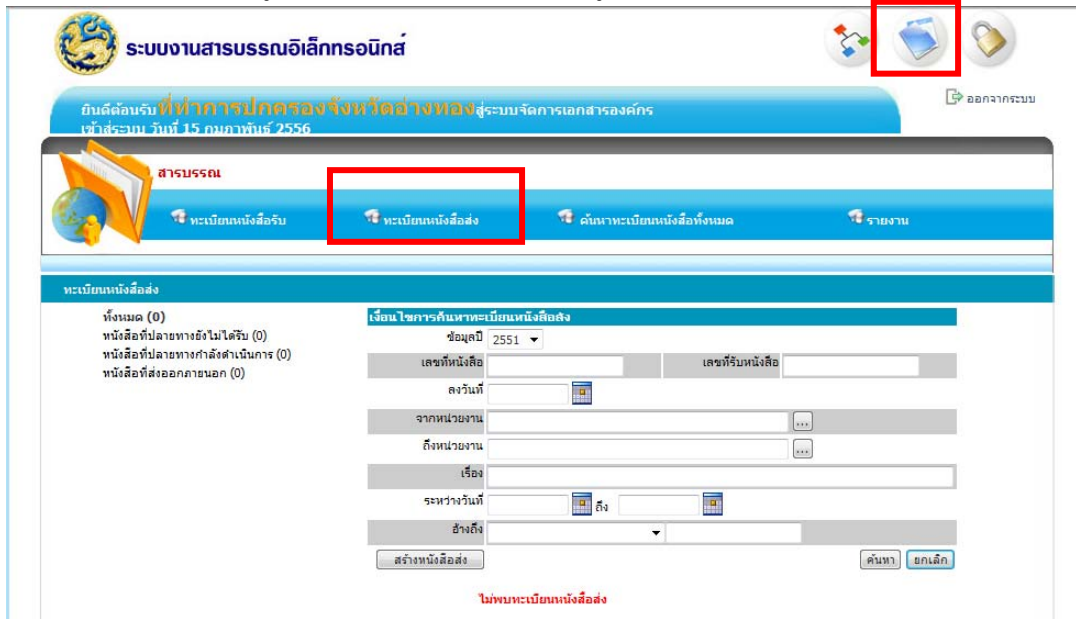 ระบบงานสารบรรณอิเล็กทรอนิกส์
ออกจากระบบ
ยินดีต้อนรับที่ทำการปกครองจังหวัดอ่างทองสู่ระบบจัดการเอกสารองค์กร
เข้าสู่ระบบ วันที่ 15 กุมภาพันธ์ 2556
สารบรรณ
ทะเบียนหนังสือรับ ทะเบียนหนังสือส่ง ค้นหาทะเบียนหนังสือทั้งหมด รายงาน
ทะเบียนหนังสือส่ง
ทั้งหมด (0)
หนังสือที่ปลายทางยังไม่ได้รับ (0)
หนังสือที่ปลายทางกำลังดำเนินการ (0)
หนังสือที่ส่งออกภายนอก (0)
เงื่อนไขการค้นหาทะเบียนหนังสือส่ง
ข้อมูลปี 2551
เลขที่หนังสือ เลขที่รับหนังสือ
ลงวันที่
จากหน่วยงาน ...
ถึงหน่วยงาน ...
เรื่อง
ระหว่างวันที่ ถึง
อ้างถึง
สร้างหนังสือส่ง ค้นหา ยกเลิก
ไม่พบทะเบียนหนังสือส่ง